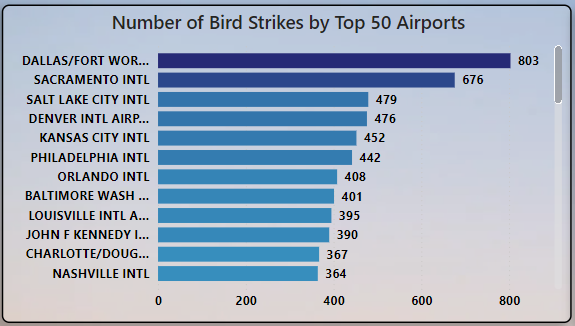 Number of Bird Strikes by Top 50 Airports
DALLAS/FORT WOR... 803
SACRAMENTO INTL 676
SALT LAKE CITY INTL 479
DENVER INTL AIRP... 476
KANSAS CITY INTL 452
PHILADELPHIA INTL 442
ORLANDO INTL 408
BALTIMORE WASH ... 401
LOUISVILLE INTL A... 395
JOHN F KENNEDY I... 390
CHARLOTTE/DOUG... 367
NASHVILLE INTL 364
0 200 400 600 800